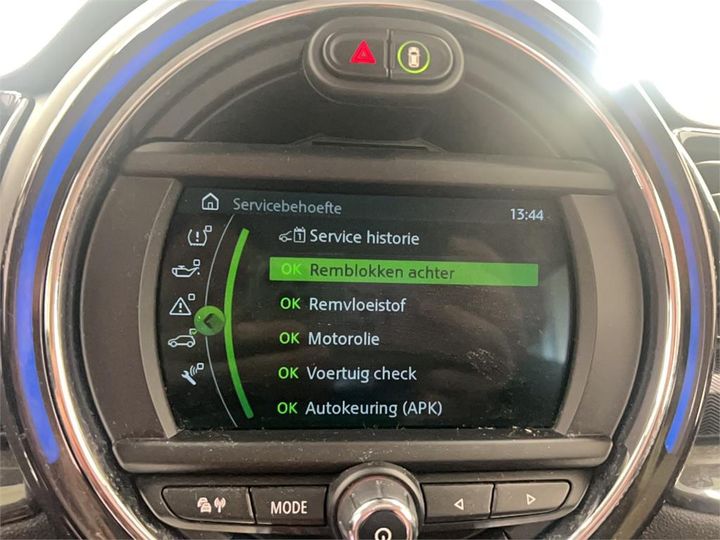 Servicebehoefte
13:44
1 Service historie
OK Remblokken achter
OK Remvloeistof
OK Motorolie
OK Voertuig check
OK Autokeuring (APK)
MODE